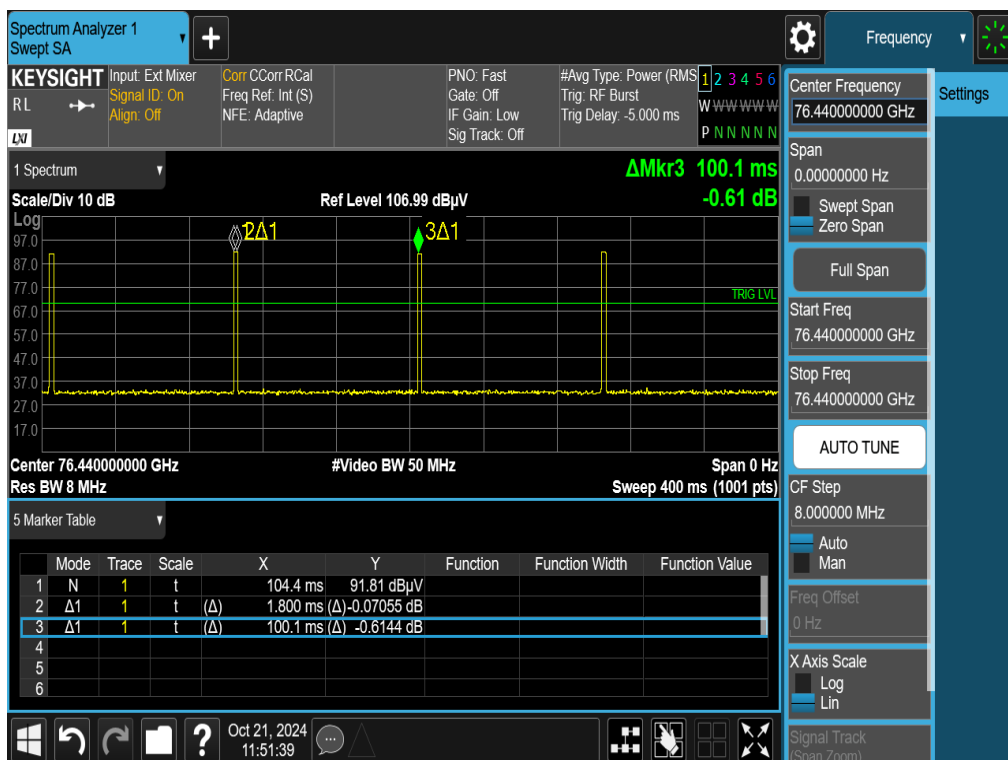 Spectrum Analyzer 1
Swept SA
+
Frequency
KEYSIGHT
RL
LXI
Input: Ext Mixer
Signal ID: On
Align: Off
Corr CCorr RCal
Freq Ref: Int (S)
NFE: Adaptive
PNO: Fast
Gate: Off
IF Gain: Low
Sig Track: Off
#Avg Type: Power (RMS
Trig: RF Burst
Trig Delay: -5.000 ms
1 2 3 4 5 6
W W W W W W
P N N N N N
1 Spectrum
ΔMkr3 100.1 ms
-0.61 dB
Scale/Div 10 dB
Ref Level 106.99 dBµV
Log
97.0
87.0
77.0
67.0
57.0
47.0
37.0
27.0
17.0
2Δ1
3Δ1
TRIG LVL
Center 76.440000000 GHz
#Video BW 50 MHz
Span 0 Hz
Res BW 8 MHz
Sweep 400 ms (1001 pts)
5 Marker Table
Mode Trace Scale X Y Function Function Width Function Value
1 N 1 t 104.4 ms 91.81 dBµV
2 Δ1 1 t (Δ) 1.800 ms (Δ) -0.07055 dB
3 Δ1 1 t (Δ) 100.1 ms (Δ) -0.6144 dB
4
5
6
?
Oct 21, 2024
11:51:39
Settings
Center Frequency
76.440000000 GHz
Span
0.00000000 Hz
Swept Span
Zero Span
Full Span
Start Freq
76.440000000 GHz
Stop Freq
76.440000000 GHz
AUTO TUNE
CF Step
8.000000 MHz
Auto
Man
Freq Offset
0 Hz
X Axis Scale
Log
Lin
Signal Track
(Span Zoom)